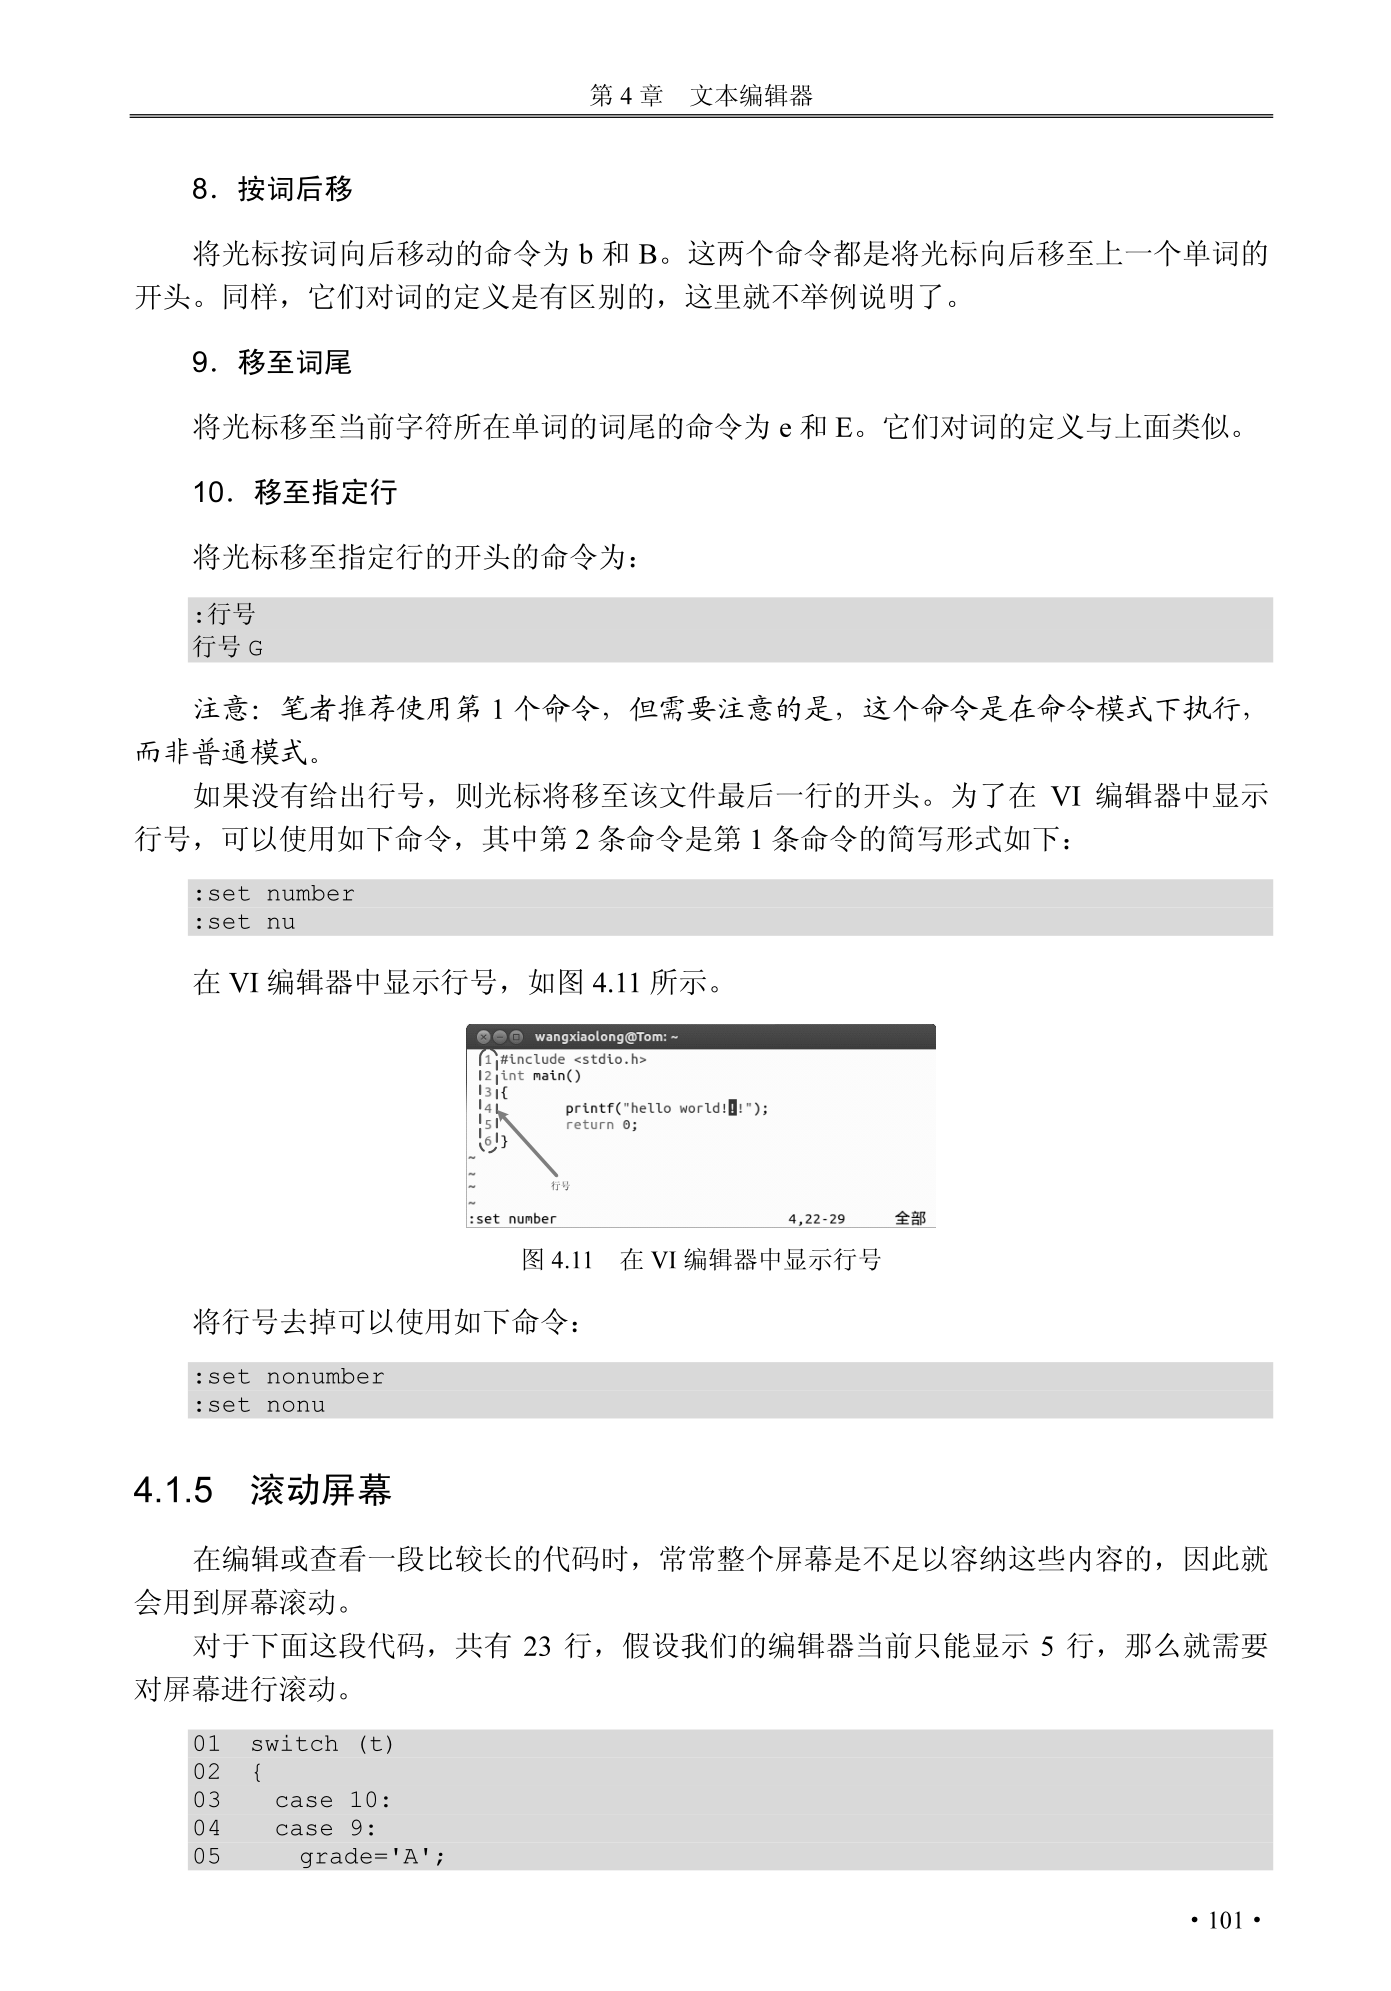 第 4 章 文本编辑器
8．按词后移
将光标按词向后移动的命令为 b 和 B。这两个命令都是将光标向后移至上一个单词的
开头。同样，它们对词的定义是有区别的，这里就不举例说明了。
9．移至词尾
将光标移至当前字符所在单词的词尾的命令为 e 和 E。它们对词的定义与上面类似。
10．移至指定行
将光标移至指定行的开头的命令为：
:行号
行号 G
注意：笔者推荐使用第 1 个命令，但需要注意的是，这个命令是在命令模式下执行，
而非普通模式。
如果没有给出行号，则光标将移至该文件最后一行的开头。为了在 VI 编辑器中显示
行号，可以使用如下命令，其中第 2 条命令是第 1 条命令的简写形式如下：
:set number
:set nu
在 VI 编辑器中显示行号，如图 4.11 所示。
wangxiaolong@Tom: ~
1 #include <stdio.h>
2 int main()
3 {
4 printf("hello world!!!");
5 return 0;
6 }
~
~
~
行号
~
:set number 4,22-29 全部
图 4.11 在 VI 编辑器中显示行号
将行号去掉可以使用如下命令：
:set nonumber
:set nonu
4.1.5 滚动屏幕
在编辑或查看一段比较长的代码时，常常整个屏幕是不足以容纳这些内容的，因此就
会用到屏幕滚动。
对于下面这段代码，共有 23 行，假设我们的编辑器当前只能显示 5 行，那么就需要
对屏幕进行滚动。
01 switch (t)
02 {
03 case 10:
04 case 9:
05 grade='A';
• 101 •